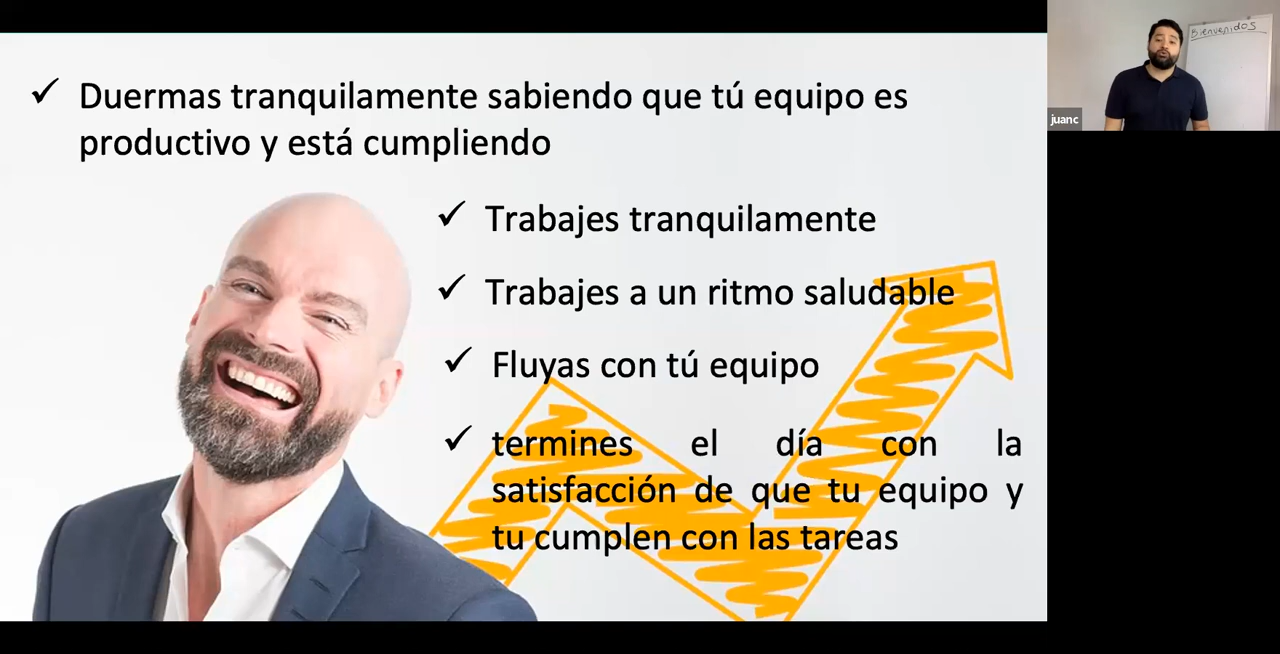 ✓ Duermas tranquilamente sabiendo que tú equipo es
productivo y está cumpliendo
✓ Trabajes tranquilamente
✓ Trabajes a un ritmo saludable
✓ Fluyas con tú equipo
✓ termines el día con la
satisfacción de que tu equipo y
tu cumplen con las tareas
Bienvenidos
juanc